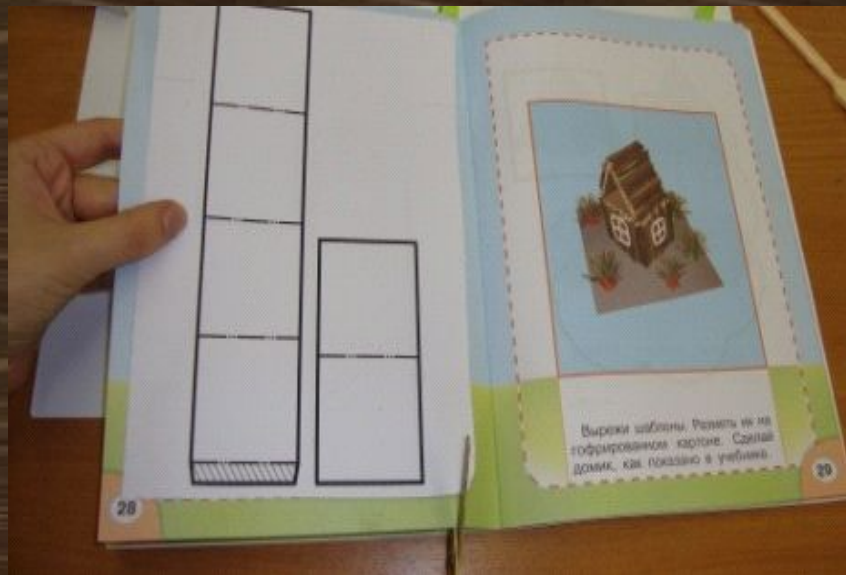 28
Вырежи шаблоны. Разметь их на
гофрированном картоне. Сделай
домик, как показано в учебнике.
29